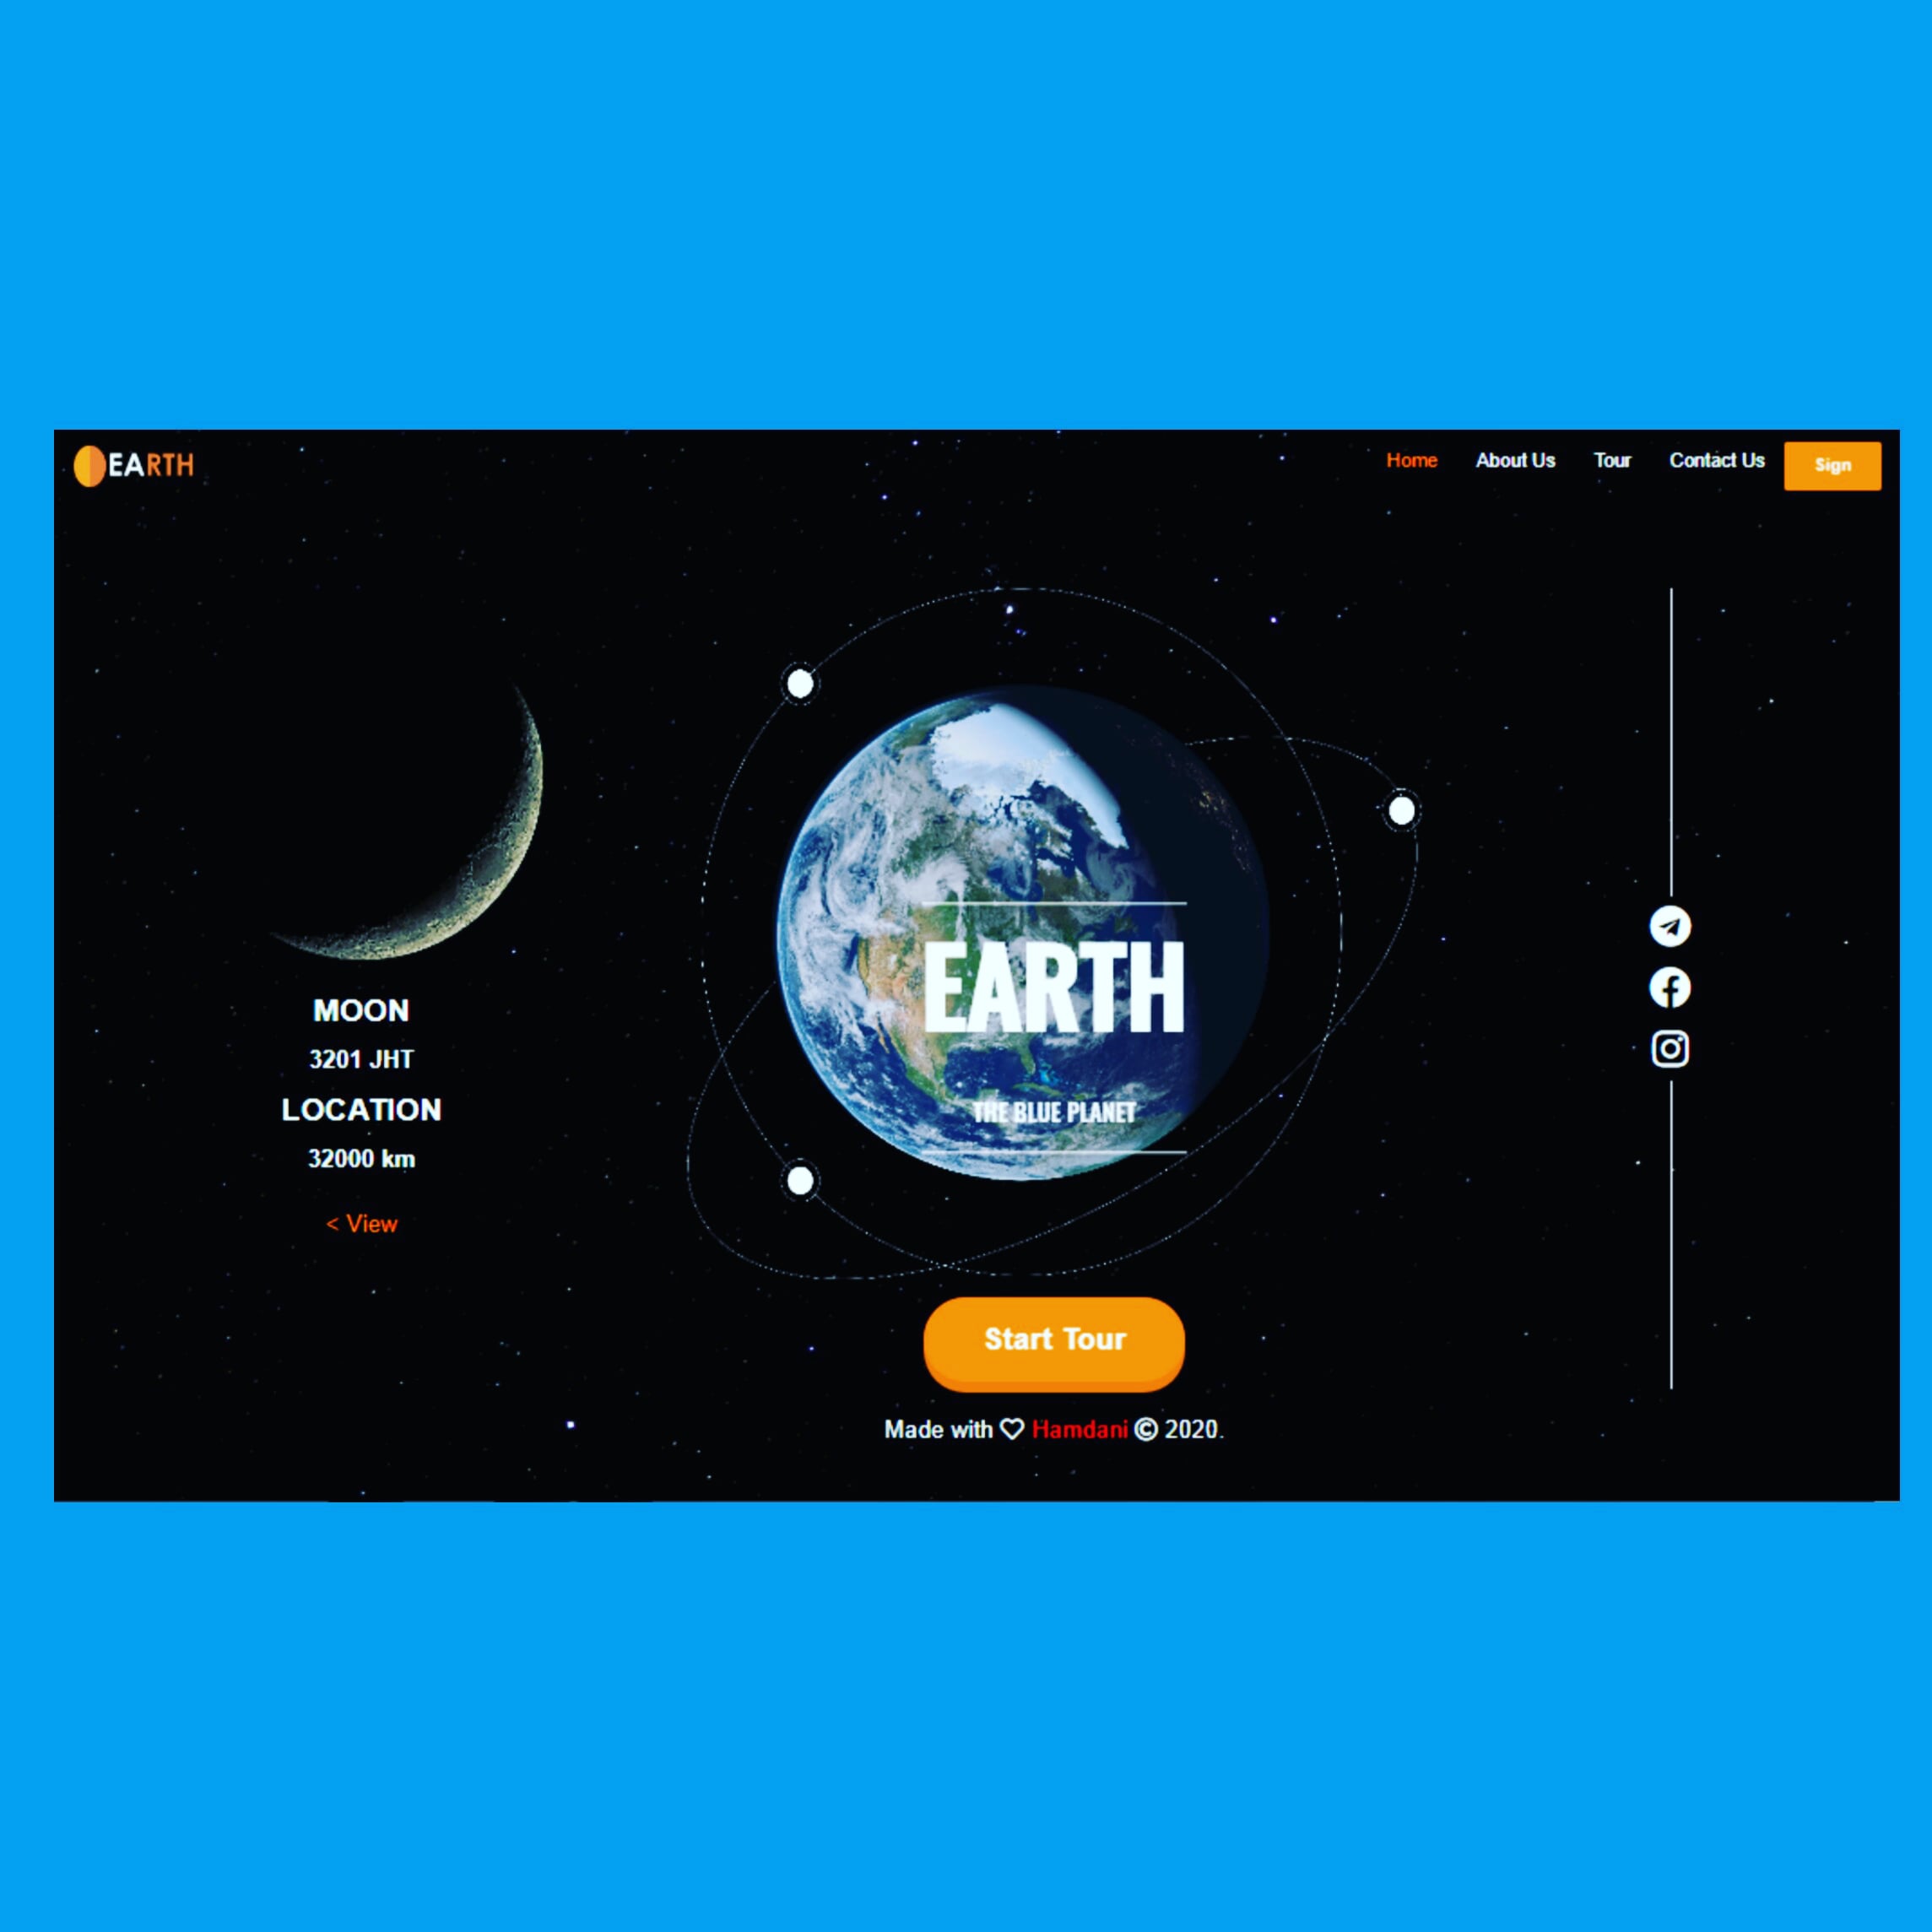 EARTH
Home About Us Tour Contact Us Sign
MOON
3201 JHT
LOCATION
32000 km
< View
EARTH
THE BLUE PLANET
Start Tour
Made with ♡ Hamdani © 2020.